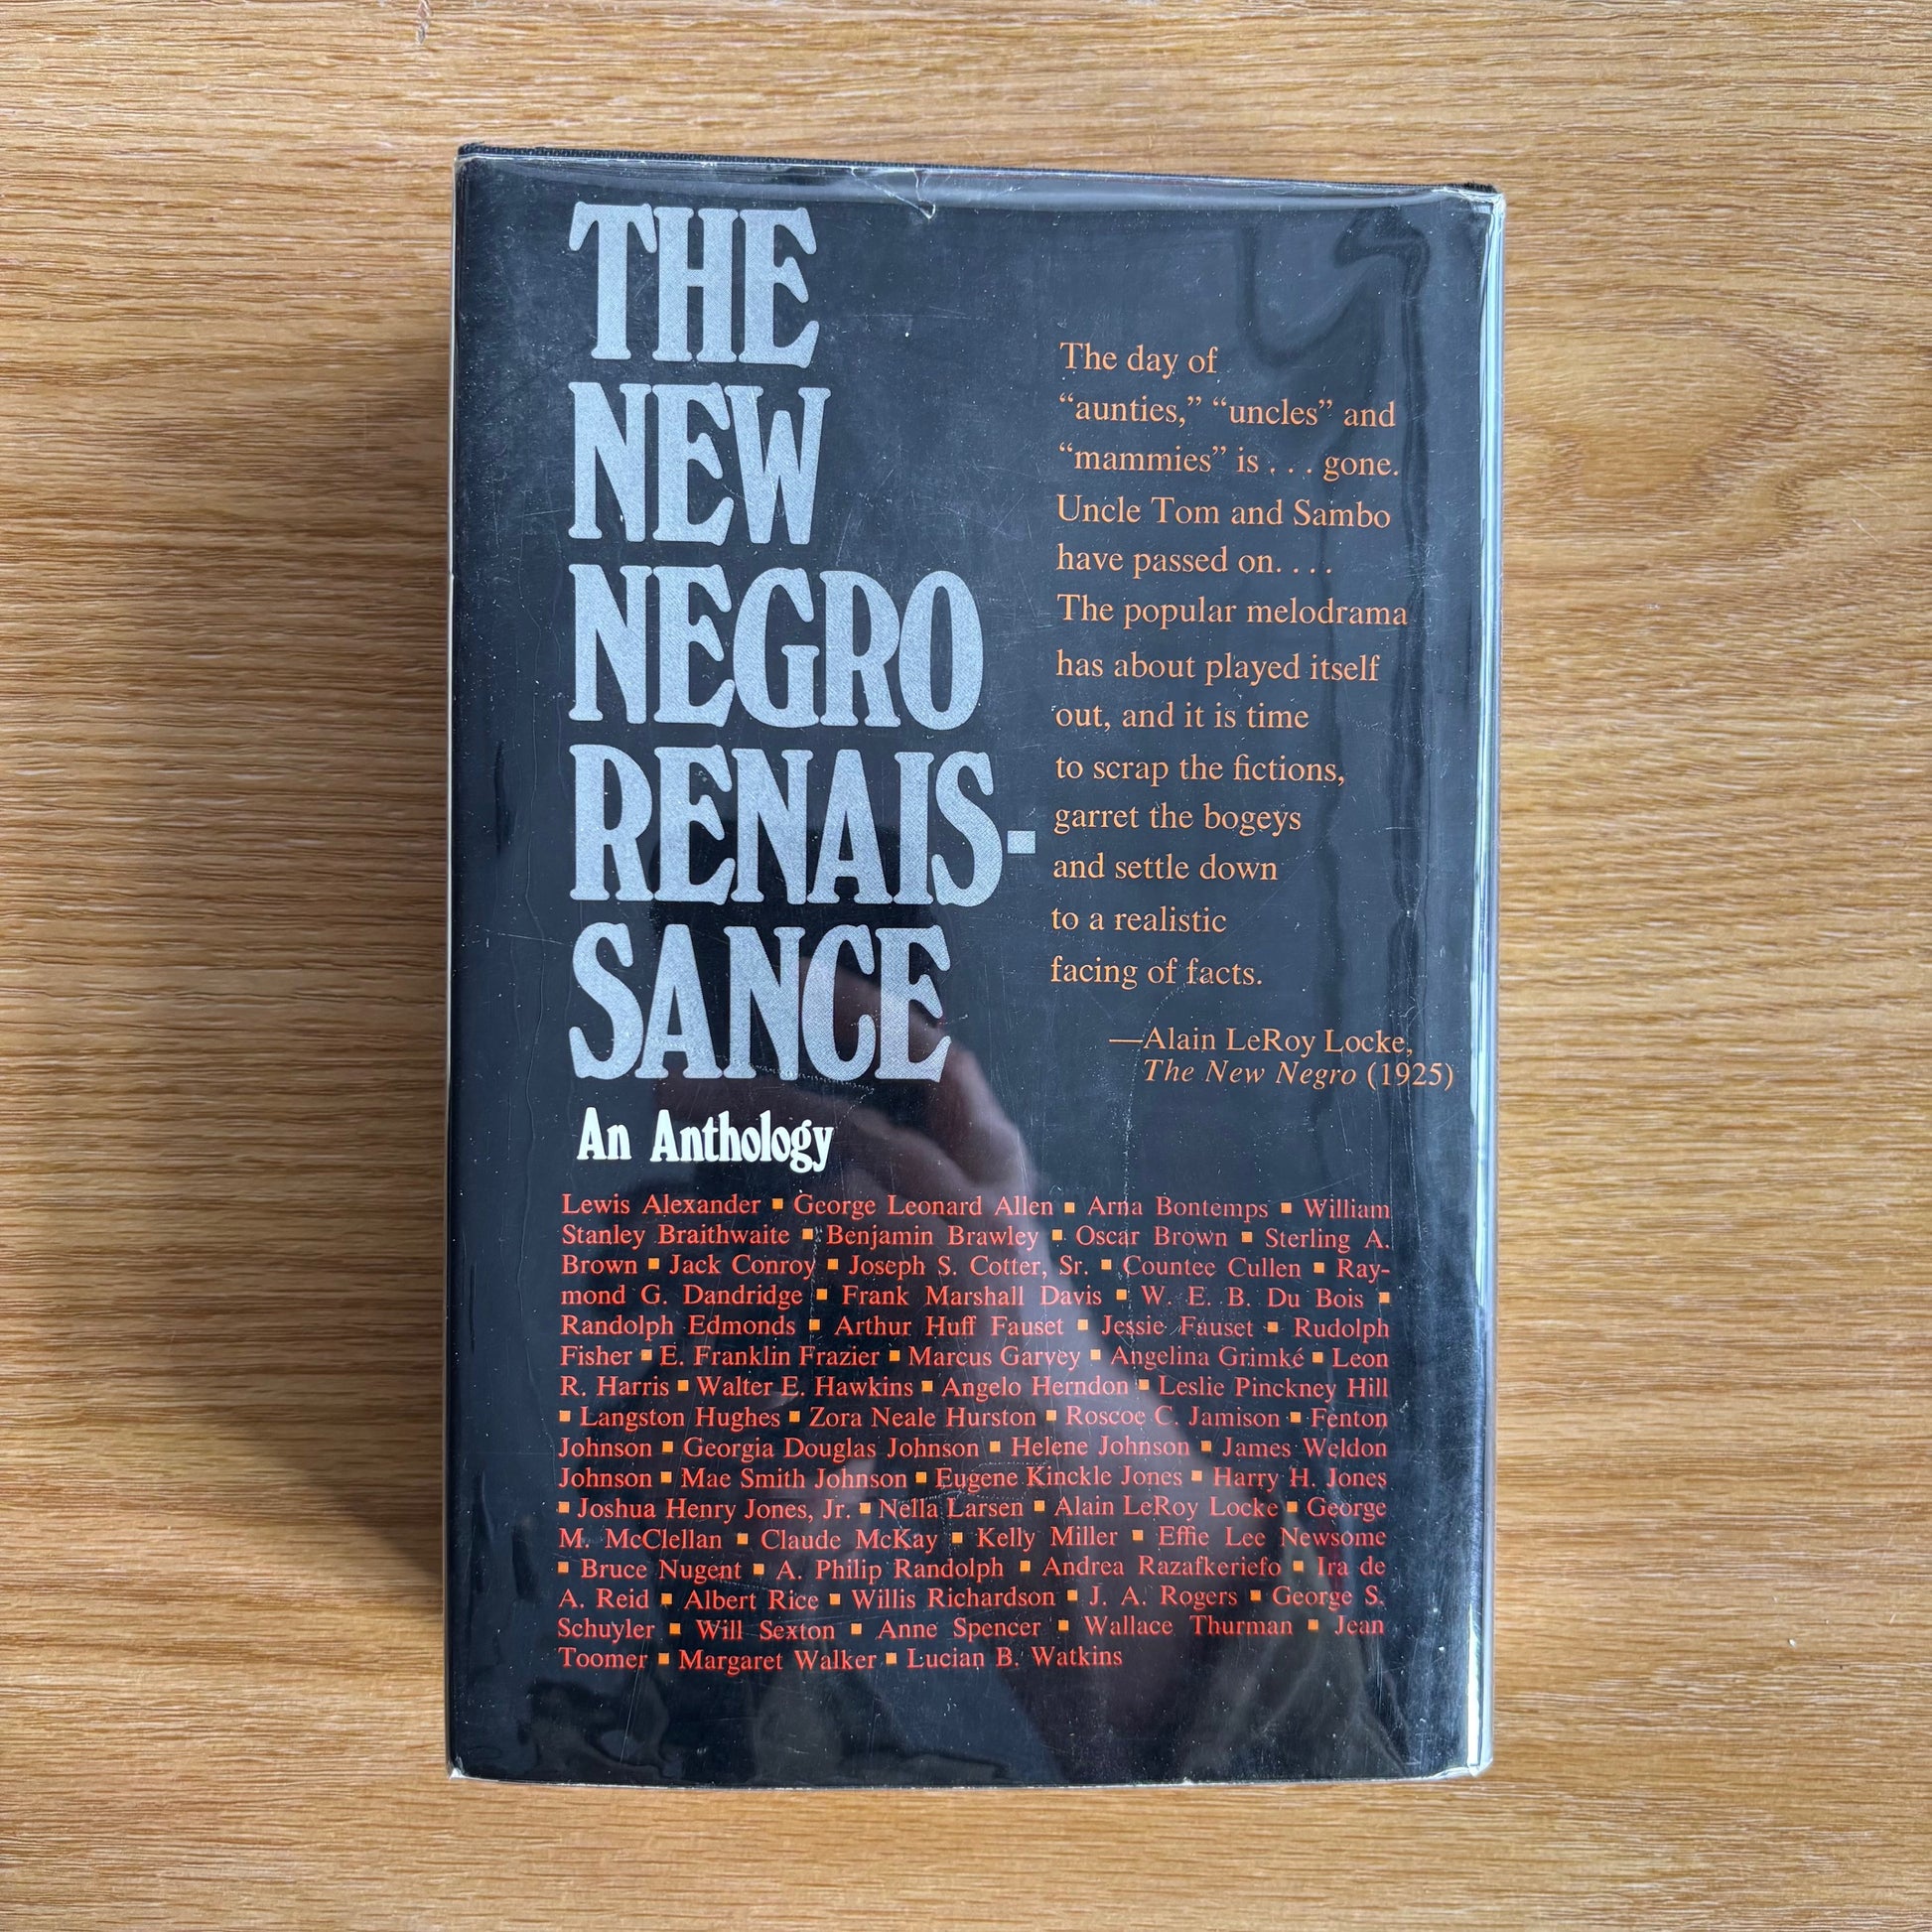 THE
NEW
NEGRO
RENAIS-
SANCE
An Anthology
The day of
“aunties,” “uncles” and
“mammies” is . . . gone.
Uncle Tom and Sambo
have passed on. . . .
The popular melodrama
has about played itself
out, and it is time
to scrap the fictions,
garret the bogeys
and settle down
to a realistic
facing of facts.
—Alain LeRoy Locke,
The New Negro (1925)
Lewis Alexander ▪ George Leonard Allen ▪ Arna Bontemps ▪ William
Stanley Braithwaite ▪ Benjamin Brawley ▪ Oscar Brown ▪ Sterling A.
Brown ▪ Jack Conroy ▪ Joseph S. Cotter, Sr. ▪ Countee Cullen ▪ Ray-
mond G. Dandridge ▪ Frank Marshall Davis ▪ W. E. B. Du Bois ▪
Randolph Edmonds ▪ Arthur Huff Fauset ▪ Jessie Fauset ▪ Rudolph
Fisher ▪ E. Franklin Frazier ▪ Marcus Garvey ▪ Angelina Grimké ▪ Leon
R. Harris ▪ Walter E. Hawkins ▪ Angelo Herndon ▪ Leslie Pinckney Hill
▪ Langston Hughes ▪ Zora Neale Hurston ▪ Roscoe C. Jamison ▪ Fenton
Johnson ▪ Georgia Douglas Johnson ▪ Helene Johnson ▪ James Weldon
Johnson ▪ Mae Smith Johnson ▪ Eugene Kinckle Jones ▪ Harry H. Jones
▪ Joshua Henry Jones, Jr. ▪ Nella Larsen ▪ Alain LeRoy Locke ▪ George
M. McClellan ▪ Claude McKay ▪ Kelly Miller ▪ Effie Lee Newsome
▪ Bruce Nugent ▪ A. Philip Randolph ▪ Andrea Razafkeriefo ▪ Ira de
A. Reid ▪ Albert Rice ▪ Willis Richardson ▪ J. A. Rogers ▪ George S.
Schuyler ▪ Will Sexton ▪ Anne Spencer ▪ Wallace Thurman ▪ Jean
Toomer ▪ Margaret Walker ▪ Lucian B. Watkins